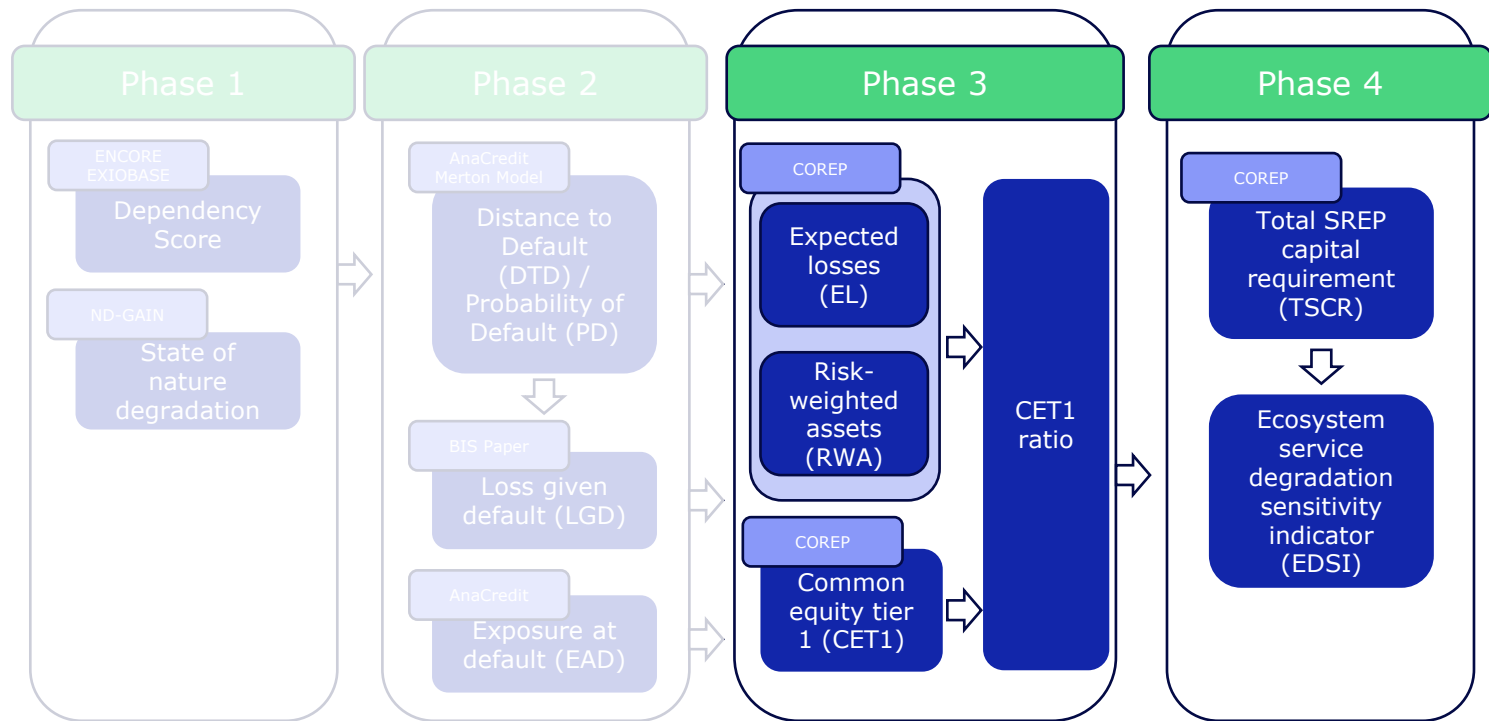 Phase 1
ENCORE
EXIOBASE
Dependency
Score
ND-GAIN
State of
nature
degradation
Phase 2
AnaCredit
Merton Model
Distance to
Default
(DTD) /
Probability of
Default (PD)
BIS Paper
Loss given
default (LGD)
AnaCredit
Exposure at
default (EAD)
Phase 3
COREP
Expected
losses
(EL)
Risk-
weighted
assets
(RWA)
COREP
Common
equity tier
1 (CET1)
CET1
ratio
Phase 4
COREP
Total SREP
capital
requirement
(TSCR)
Ecosystem
service
degradation
sensitivity
indicator
(EDSI)